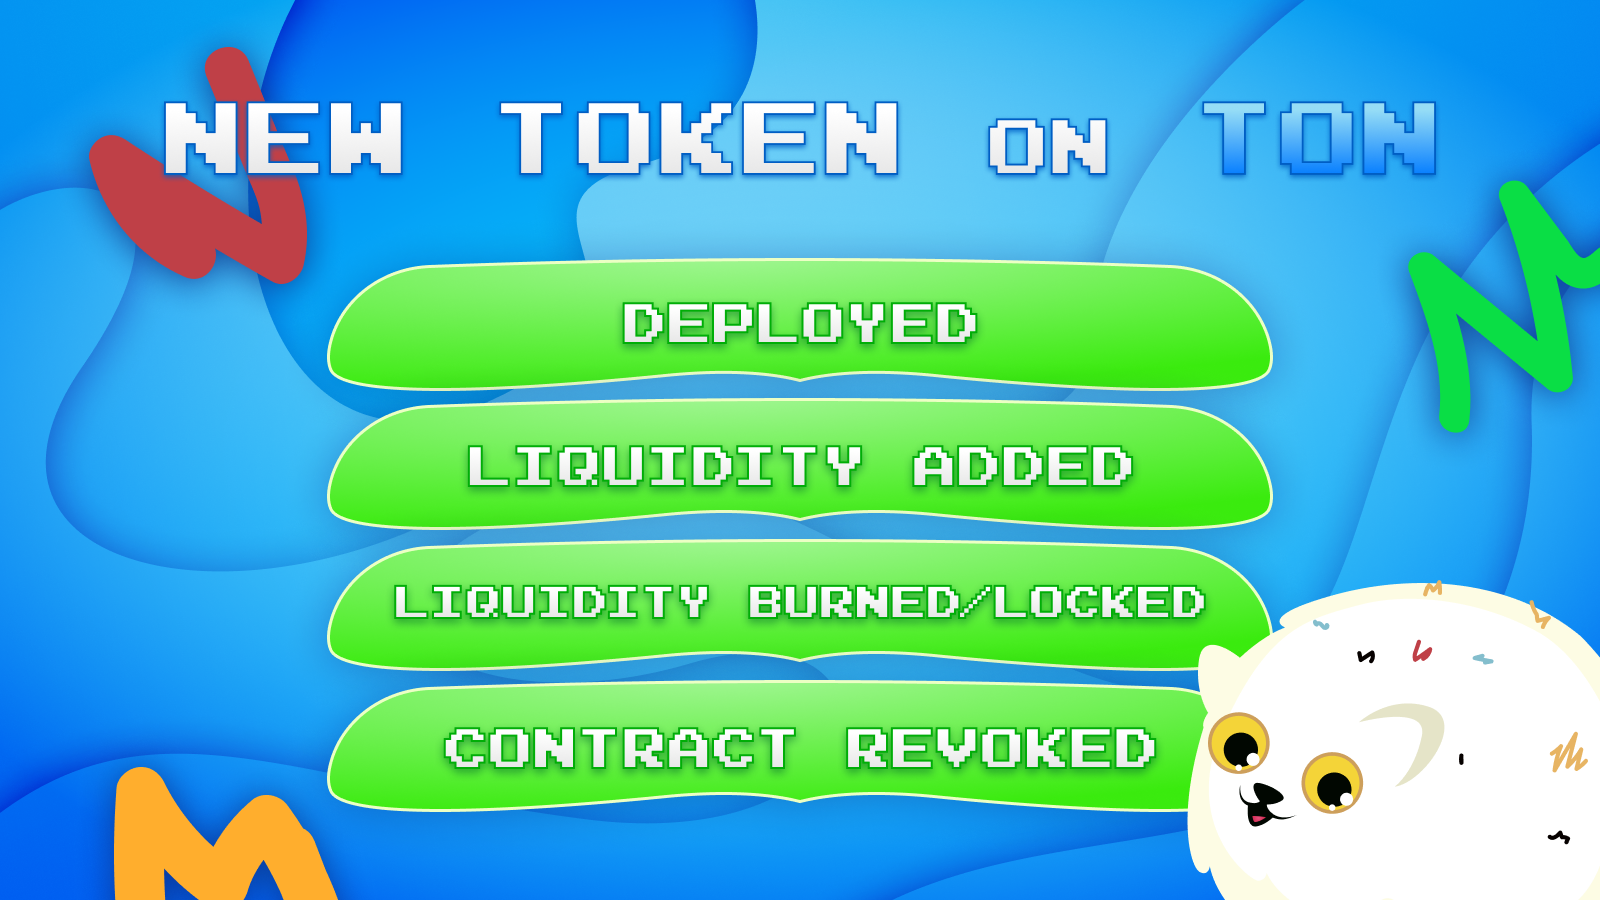 NEW TOKEN ON TON
DEPLOYED
LIQUIDITY ADDED
LIQUIDITY BURNED/LOCKED
CONTRACT REVOKED